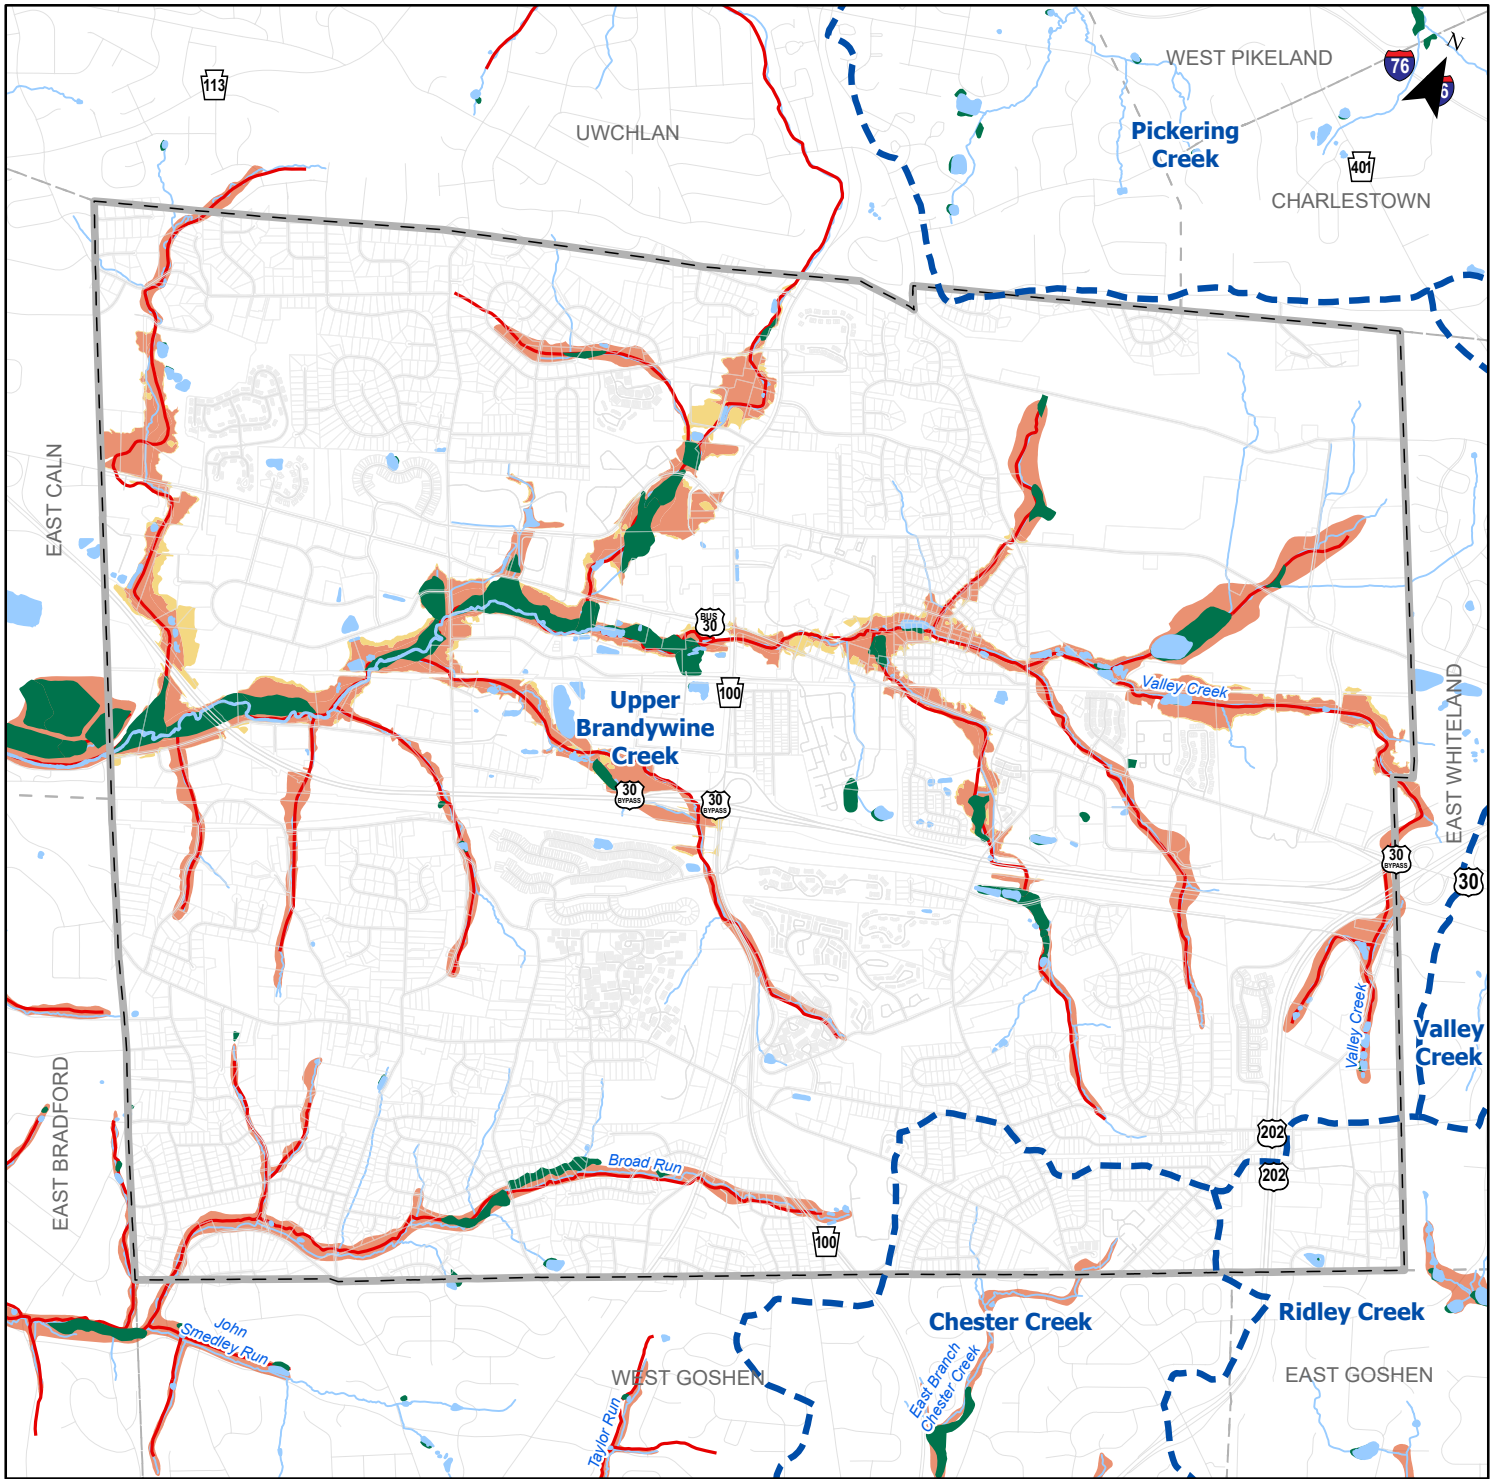 N
WEST PIKELAND
76
113
UWCHLAN
Pickering
Creek
401
CHARLESTOWN
EAST CALN
BUS
30
Valley Creek
100
Upper
Brandywine
Creek
EAST WHITELAND
30
BYPASS
30
BYPASS
30
BYPASS
30
Valley Creek
Valley
Creek
EAST BRADFORD
202
202
Broad Run
100
John
Smedley Run
Chester Creek
Ridley Creek
WEST GOSHEN
East Branch
Chester Creek
EAST GOSHEN
Taylor Run